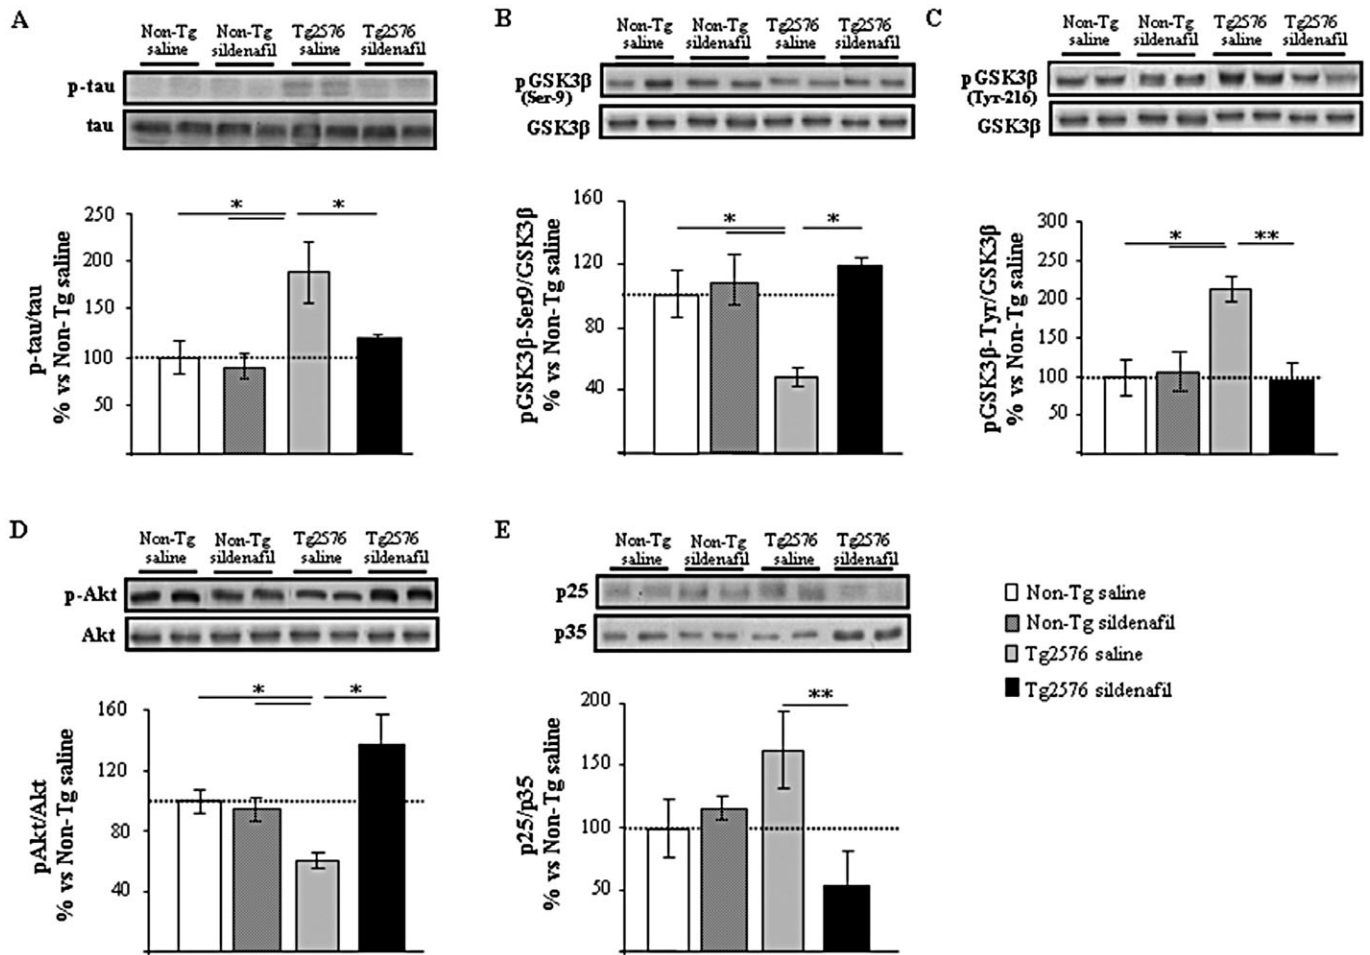 A
Non-Tg saline
Non-Tg sildenafil
Tg2576 saline
Tg2576 sildenafil
p-tau
tau
p-tau/tau
% vs Non-Tg saline
250
200
150
100
50
*
*
B
Non-Tg saline
Non-Tg sildenafil
Tg2576 saline
Tg2576 sildenafil
pGSK3β
(Ser-9)
GSK3β
pGSK3β-Ser9/GSK3β
% vs Non-Tg saline
160
120
80
40
*
*
C
Non-Tg saline
Non-Tg sildenafil
Tg2576 saline
Tg2576 sildenafil
pGSK3β
(Tyr-216)
GSK3β
pGSK3β-Tyr/GSK3β
% vs Non-Tg saline
300
250
200
150
100
50
*
**
D
Non-Tg saline
Non-Tg sildenafil
Tg2576 saline
Tg2576 sildenafil
p-Akt
Akt
pAkt/Akt
% vs Non-Tg saline
160
120
80
40
*
*
E
Non-Tg saline
Non-Tg sildenafil
Tg2576 saline
Tg2576 sildenafil
p25
p35
p25/p35
% vs Non-Tg saline
200
150
100
50
**
Non-Tg saline
Non-Tg sildenafil
Tg2576 saline
Tg2576 sildenafil